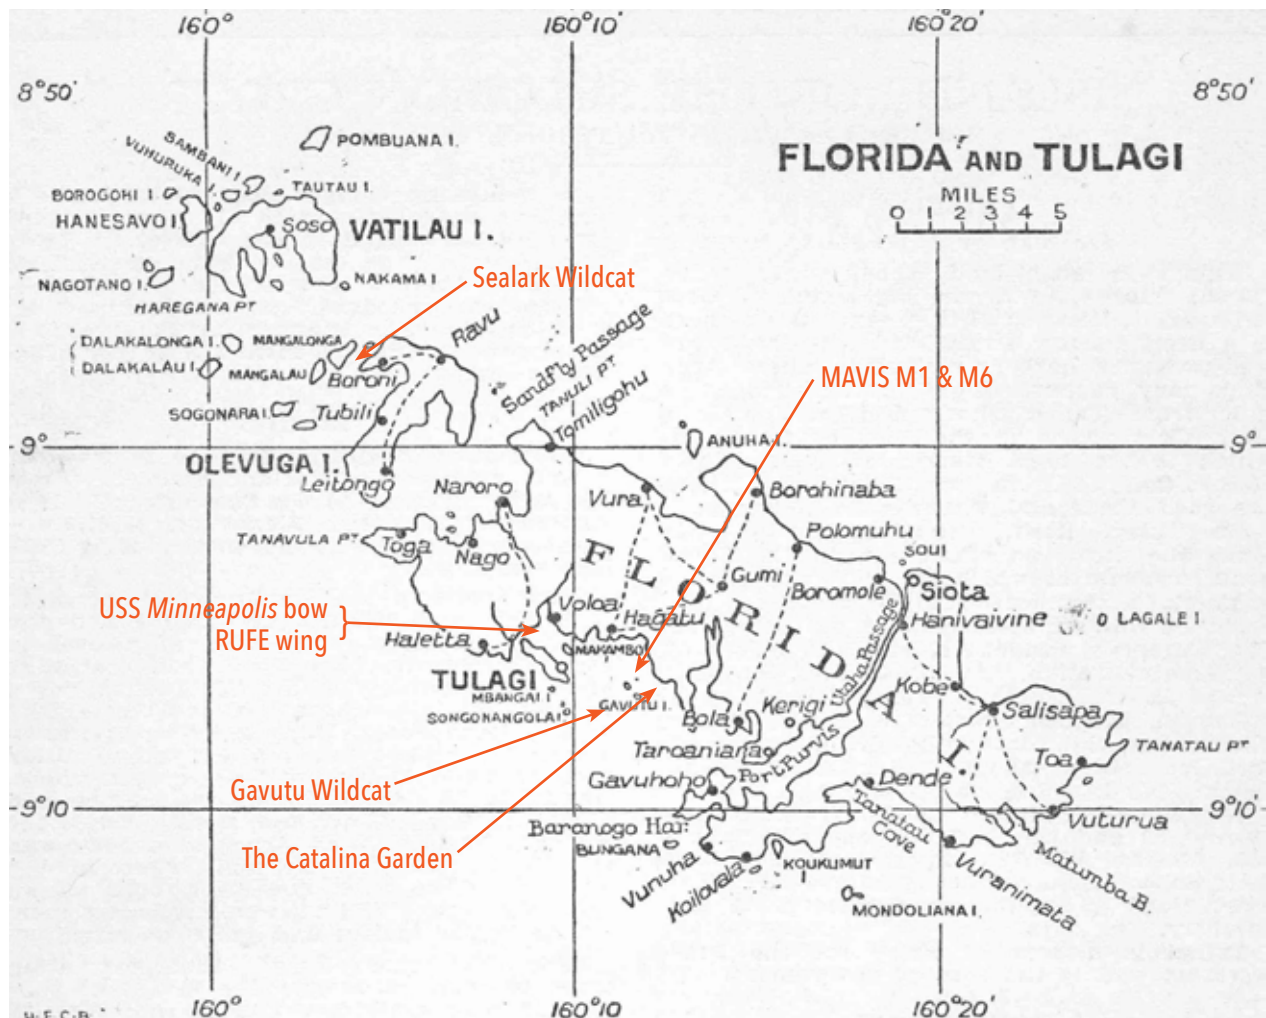 160°
160°10'
160°20'
8°50'
8°50'
FLORIDA AND TULAGI
MILES
0 1 2 3 4 5
POMBUANA I.
SAMBANI I.
VUHURUKA I.
BOROGOHI I.
TAUTAU I.
HANESAVO I
Soso
VATILAU I.
NAGOTANO I.
NAKAMA I
HAREGANA PT
Sealark Wildcat
DALAKALONGA I.
MANGALONGA
Ravu
DALAKALAU I.
MANGALAU
Boroni
Sandfly Passage
TANULI PT
Tamiligohu
MAVIS M1 & M6
SOGONARA I.
Tubili
9°
ANUHA I.
9°
OLEVUGA I.
Leitongo
Naroro
Vura
Borohinaba
Polomuhu
TANAVULA PT.
Toga
Nago
FLORIDA I.
Gumi
SOUI
Boromole
Siota
USS Minneapolis bow
RUFE wing
Voloa
Hagatu
Hanivaivine
LAGALE I
Haletta
MAKAMBO
Utaha Passage
TULAGI
MBANGAI I
SONGONANGOLA I
GAVUTU I.
Bola
Kerigi
Kobe
Salisapa
Taroaniana
TANATAU PT.
Toa
Gavutu Wildcat
Gavuhoho
Port Purvis
Dende
9°10'
9°10'
Tanatau
Cove
Vuturua
Baranogo Har.
BUNGANA
The Catalina Garden
Vunuha
Koilovala
KOUKUMUT
I
Vuranimata
Matumba B.
MONDOLIANA I.
160°
160°10'
160°20'